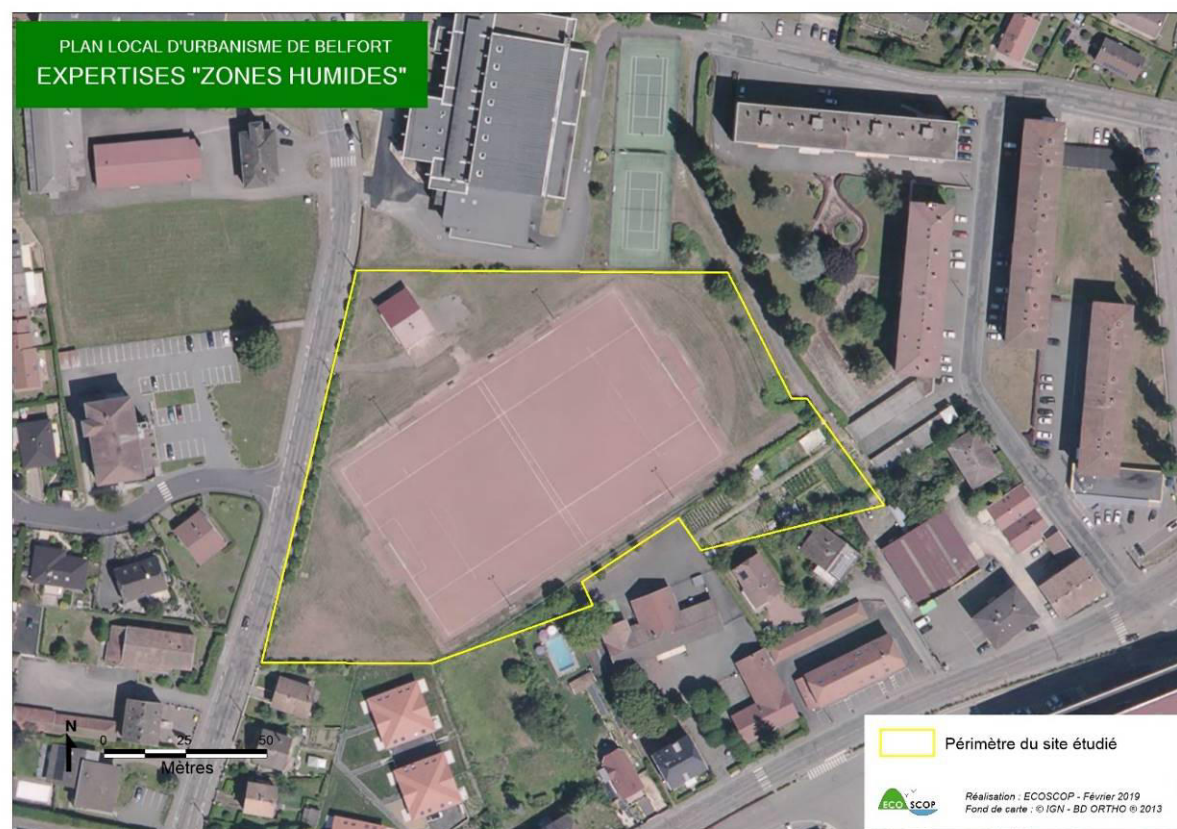 PLAN LOCAL D'URBANISME DE BELFORT
EXPERTISES "ZONES HUMIDES"
N
0 25 50
Mètres
Périmètre du site étudié
ECO SCOP
Réalisation : ECOSCOP - Février 2019
Fond de carte : © IGN - BD ORTHO ® 2013